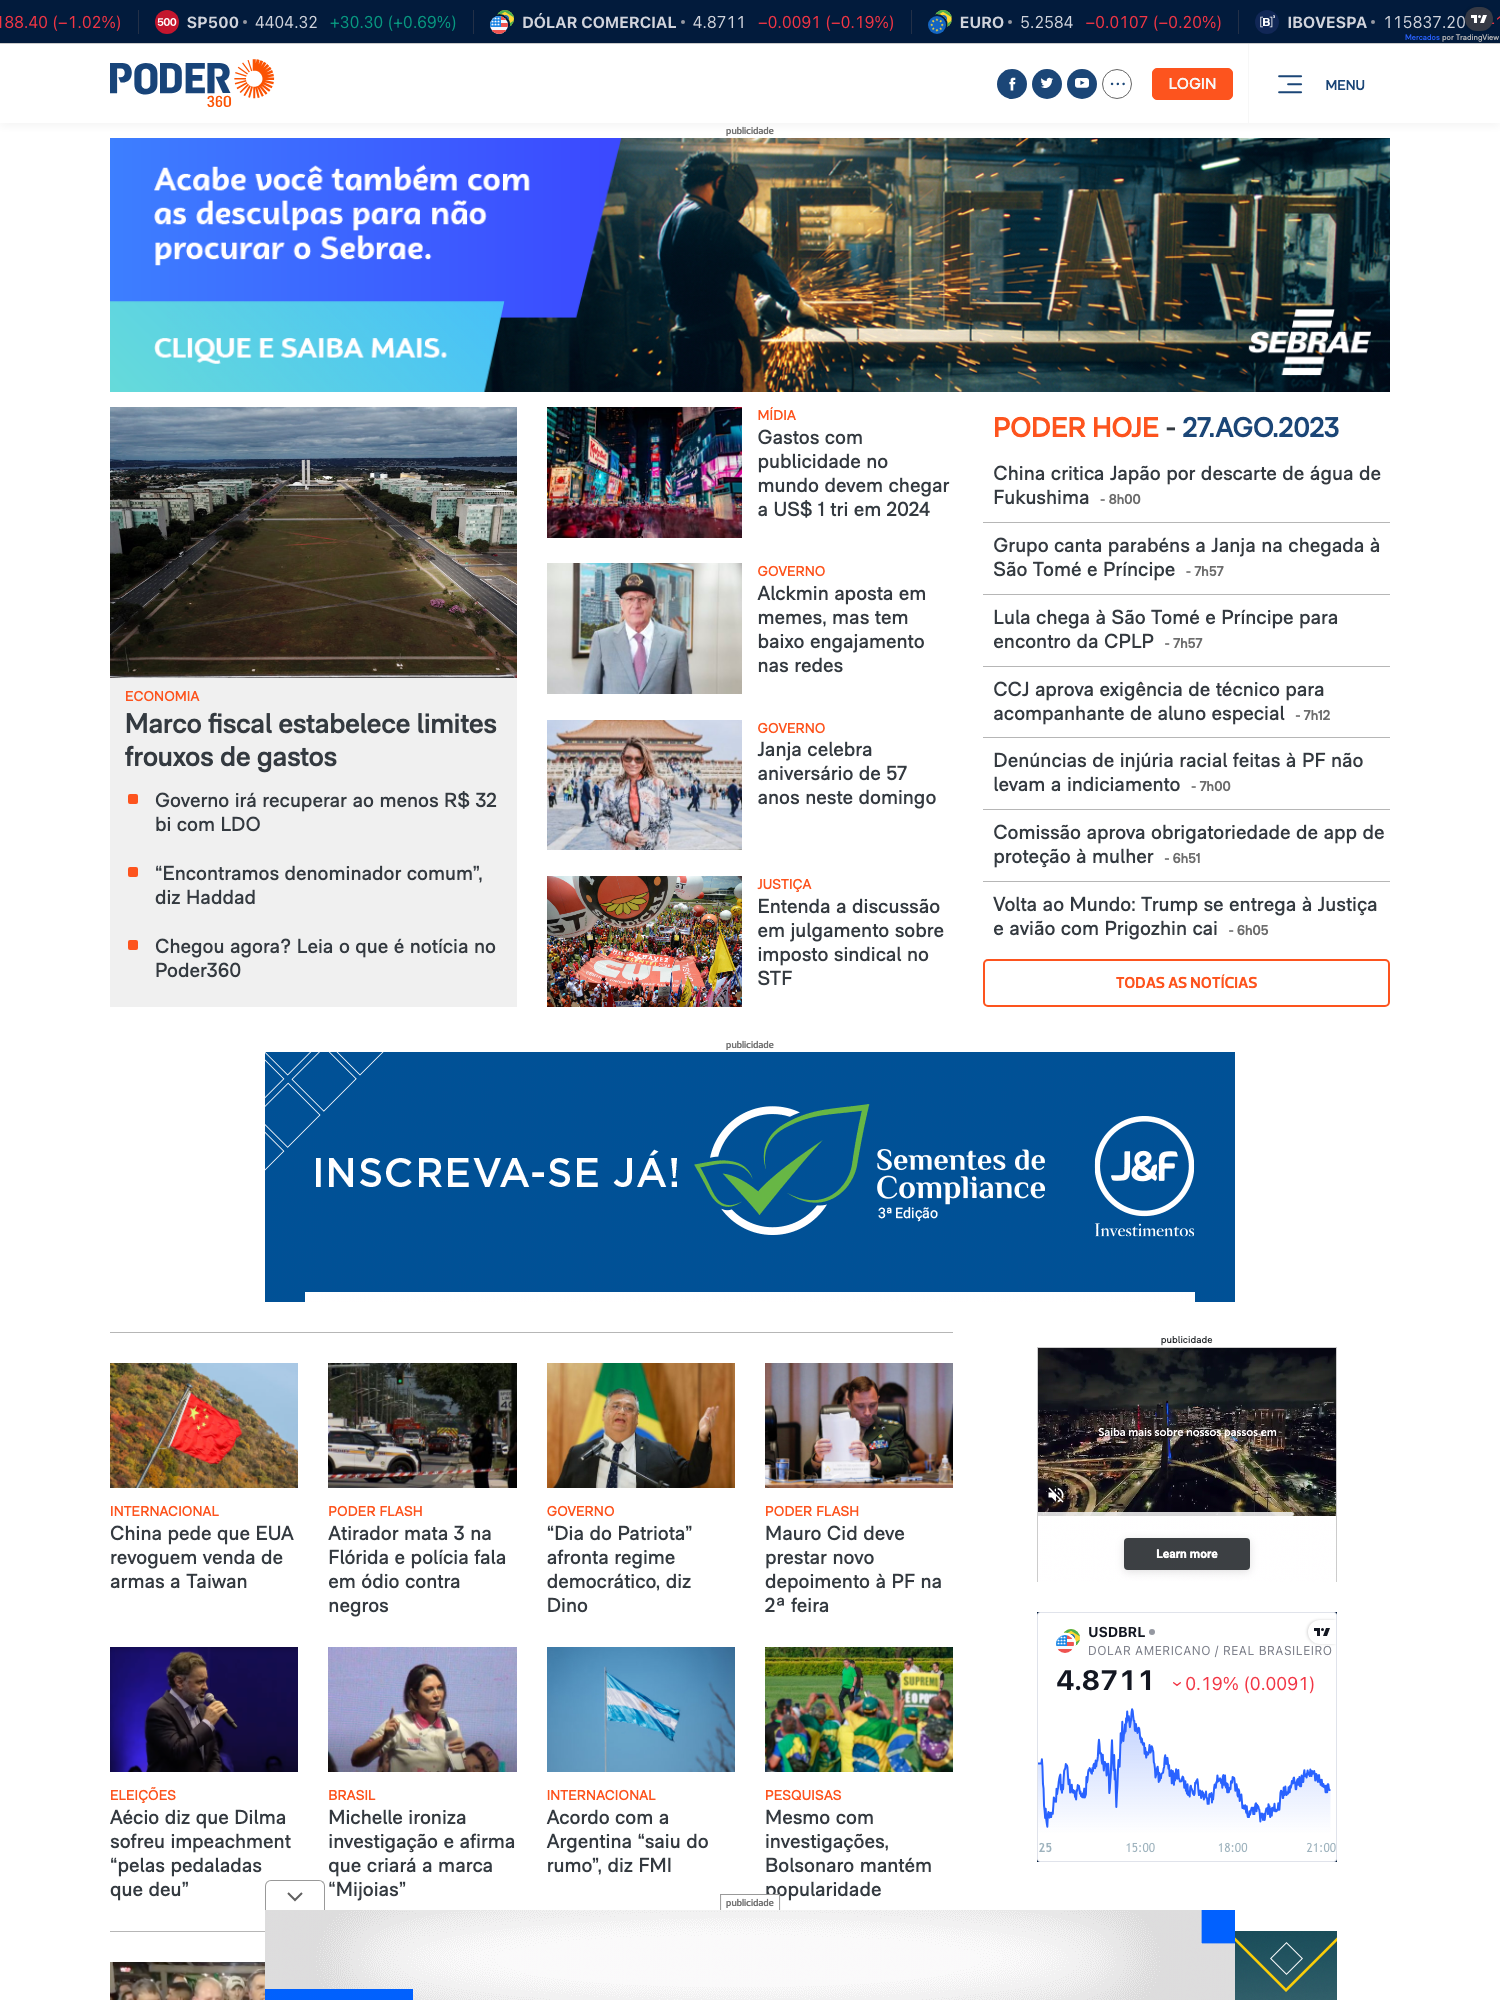 188.40 (−1.02%)
500 SP500 • 4404.32 +30.30 (+0.69%)
DÓLAR COMERCIAL • 4.8711 −0.0091 (−0.19%)
EURO • 5.2584 −0.0107 (−0.20%)
IBOVESPA • 115837.20
Mercados por TradingView
PODER
360
LOGIN
MENU
publicidade
Acabe você também com
as desculpas para não
procurar o Sebrae.
CLIQUE E SAIBA MAIS.
SEBRAE
ECONOMIA
Marco fiscal estabelece limites
frouxos de gastos
Governo irá recuperar ao menos R$ 32
bi com LDO
“Encontramos denominador comum”,
diz Haddad
Chegou agora? Leia o que é notícia no
Poder360
MÍDIA
Gastos com
publicidade no
mundo devem chegar
a US$ 1 tri em 2024
GOVERNO
Alckmin aposta em
memes, mas tem
baixo engajamento
nas redes
GOVERNO
Janja celebra
aniversário de 57
anos neste domingo
CUT
JUSTIÇA
Entenda a discussão
em julgamento sobre
imposto sindical no
STF
PODER HOJE - 27.AGO.2023
China critica Japão por descarte de água de
Fukushima - 8h00
Grupo canta parabéns a Janja na chegada à
São Tomé e Príncipe - 7h57
Lula chega à São Tomé e Príncipe para
encontro da CPLP - 7h57
CCJ aprova exigência de técnico para
acompanhante de aluno especial - 7h12
Denúncias de injúria racial feitas à PF não
levam a indiciamento - 7h00
Comissão aprova obrigatoriedade de app de
proteção à mulher - 6h51
Volta ao Mundo: Trump se entrega à Justiça
e avião com Prigozhin cai - 6h05
TODAS AS NOTÍCIAS
publicidade
INSCREVA-SE JÁ!
Sementes de
Compliance
3ª Edição
J&F
Investimentos
INTERNACIONAL
China pede que EUA
revoguem venda de
armas a Taiwan
PODER FLASH
Atirador mata 3 na
Flórida e polícia fala
em ódio contra
negros
GOVERNO
“Dia do Patriota”
afronta regime
democrático, diz
Dino
PODER FLASH
Mauro Cid deve
prestar novo
depoimento à PF na
2ª feira
publicidade
Saiba mais sobre nossos passos em
Learn more
ELEIÇÕES
Aécio diz que Dilma
sofreu impeachment
“pelas pedaladas
que deu”
BRASIL
Michelle ironiza
investigação e afirma
que criará a marca
“Mijoias”
INTERNACIONAL
Acordo com a
Argentina “saiu do
rumo”, diz FMI
SUPREME
PESQUISAS
Mesmo com
investigações,
Bolsonaro mantém
popularidade
USDBRL
DOLAR AMERICANO / REAL BRASILEIRO
4.8711 0.19% (0.0091)
25 15:00 18:00 21:00
publicidade